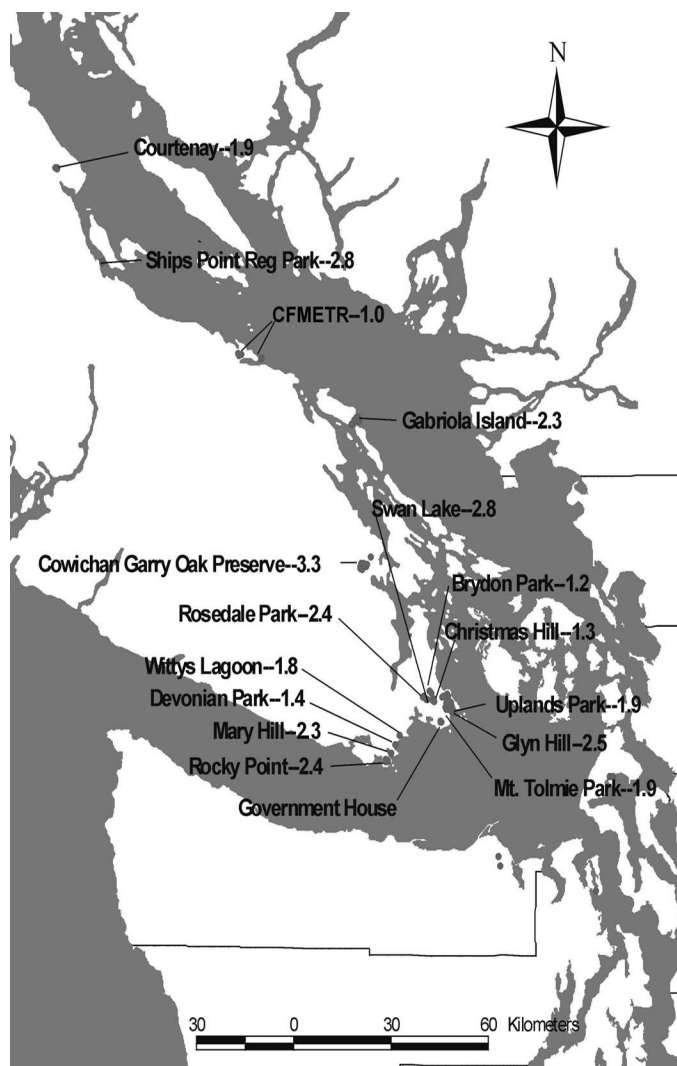 N
Courtenay--1.9
Ships Point Reg Park--2.8
CFMETR--1.0
Gabriola Island--2.3
Swan Lake--2.8
Cowichan Garry Oak Preserve--3.3
Brydon Park--1.2
Rosedale Park--2.4
Christmas Hill--1.3
Wittys Lagoon--1.8
Devonian Park--1.4
Uplands Park--1.9
Mary Hill--2.3
Glyn Hill--2.5
Rocky Point--2.4
Mt. Tolmie Park--1.9
Government House
30 0 30 60 Kilometers